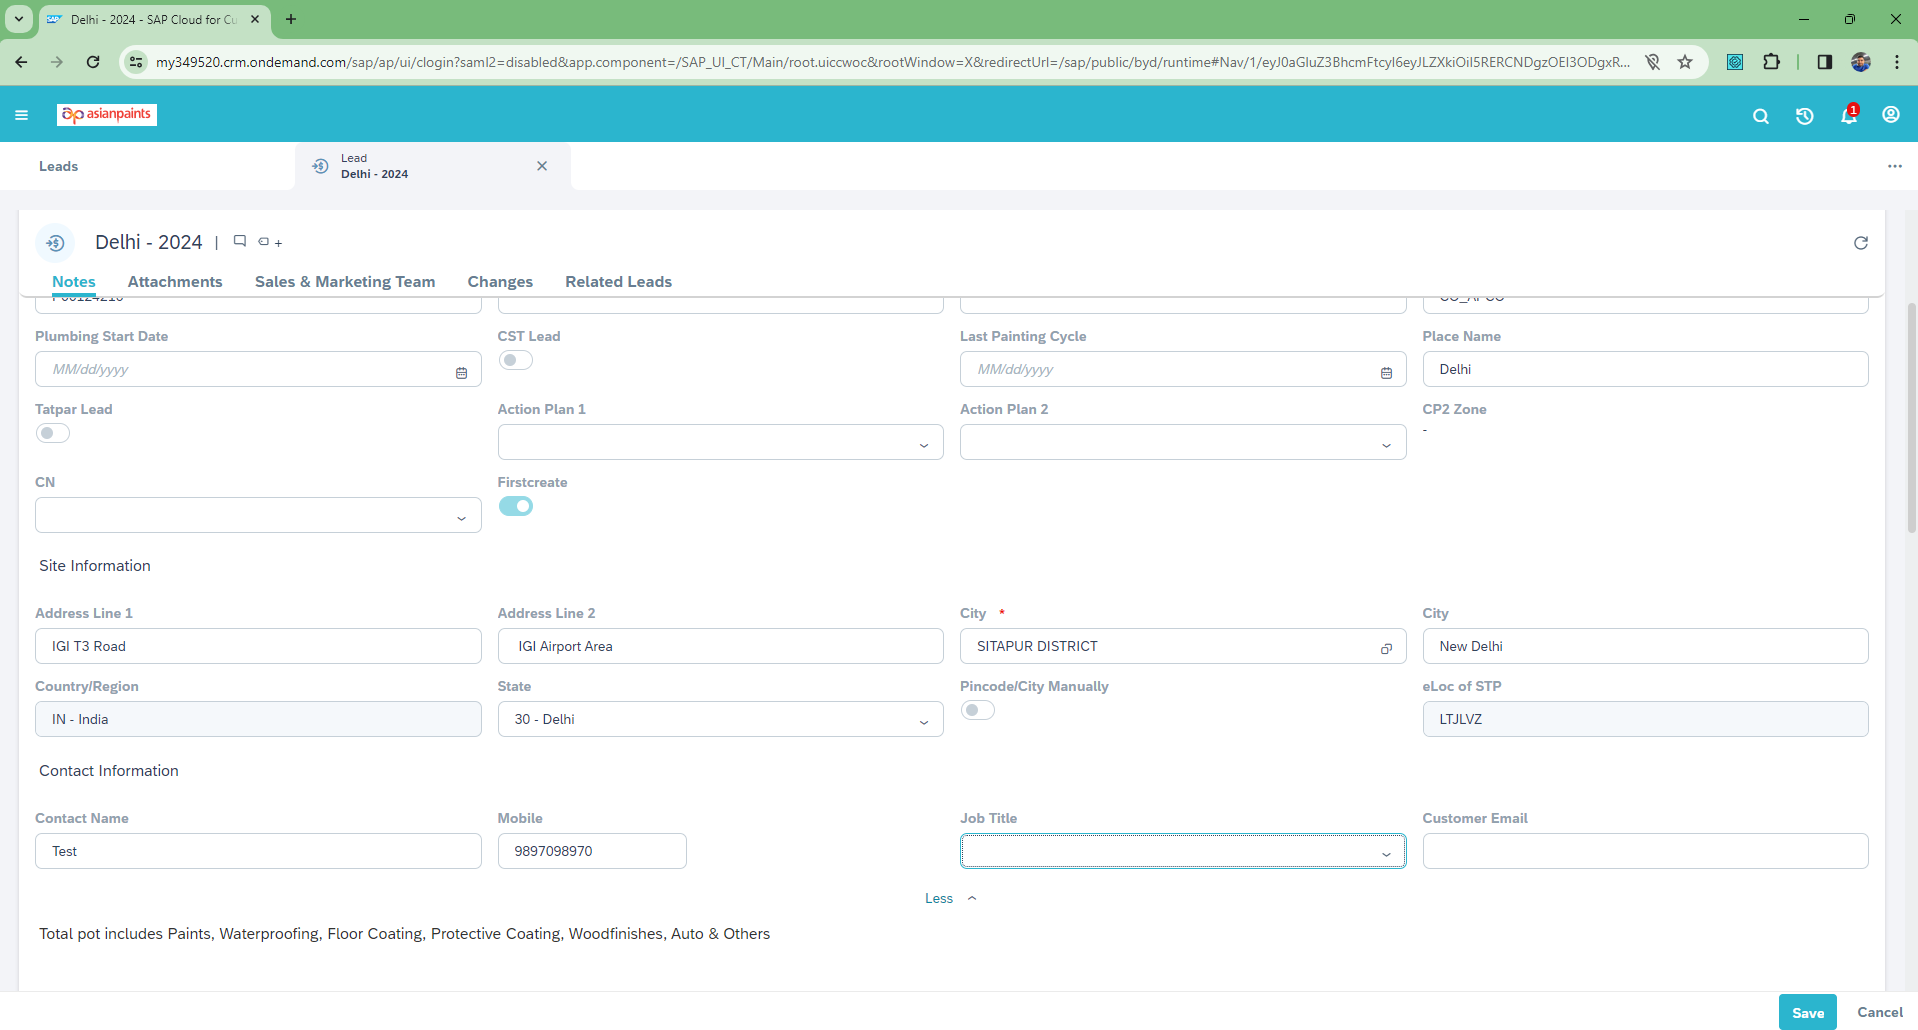 Delhi - 2024 - SAP Cloud for Cu
my349520.crm.ondemand.com/sap/ap/ui/clogin?saml2=disabled&app.component=/SAP_UI_CT/Main/root.uiccwoc&rootWindow=X&redirectUrl=/sap/public/byd/runtime#Nav/1/eyJ0aGluZ3BhcmFtcyI6eyJLZXkiOiI5RERCNDgzOEI3ODgxR...
asianpaints
1
Leads
Lead
Delhi - 2024
Delhi - 2024 |
Notes Attachments Sales & Marketing Team Changes Related Leads
Plumbing Start Date CST Lead Last Painting Cycle Place Name
MM/dd/yyyy MM/dd/yyyy Delhi
Tatpar Lead Action Plan 1 Action Plan 2 CP2 Zone
-
CN Firstcreate
Site Information
Address Line 1 Address Line 2 City * City
IGI T3 Road IGI Airport Area SITAPUR DISTRICT New Delhi
Country/Region State Pincode/City Manually eLoc of STP
IN - India 30 - Delhi LTJLVZ
Contact Information
Contact Name Mobile Job Title Customer Email
Test 9897098970
Less
Total pot includes Paints, Waterproofing, Floor Coating, Protective Coating, Woodfinishes, Auto & Others
Save Cancel